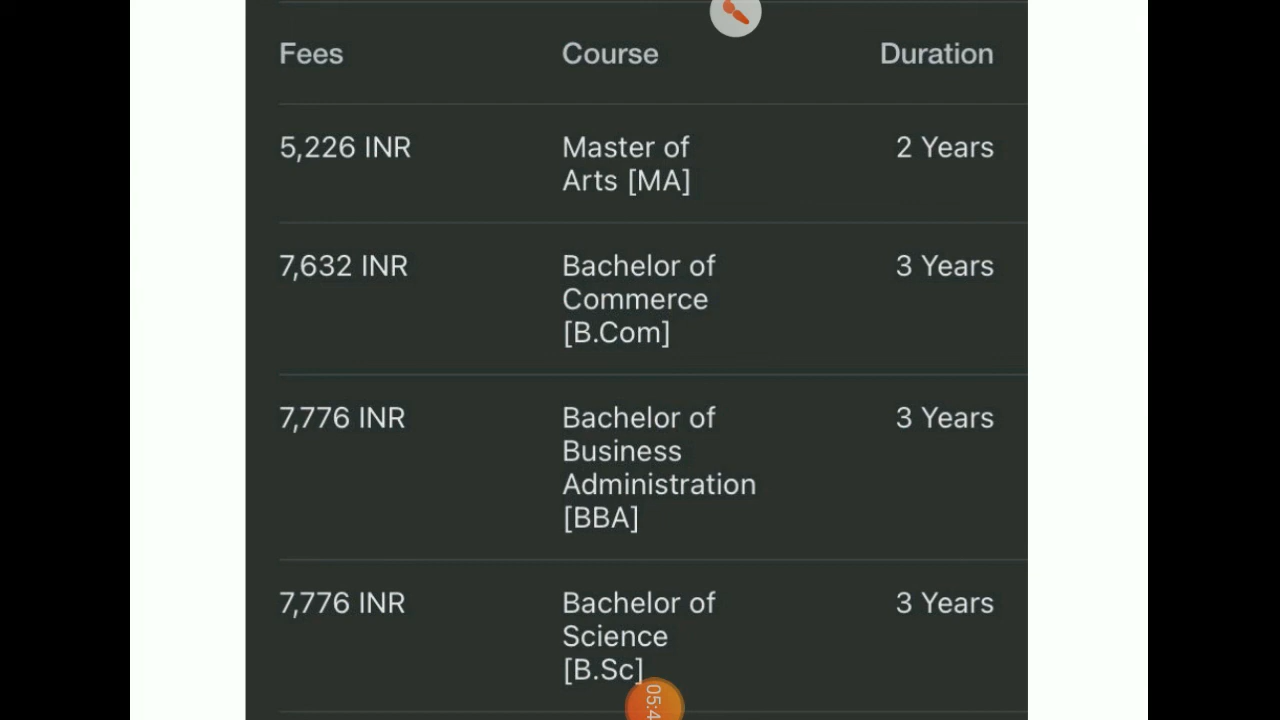 Fees Course Duration
5,226 INR Master of 2 Years
Arts [MA]
7,632 INR Bachelor of 3 Years
Commerce
[B.Com]
7,776 INR Bachelor of 3 Years
Business
Administration
[BBA]
7,776 INR Bachelor of 3 Years
Science
[B.Sc]
05:4